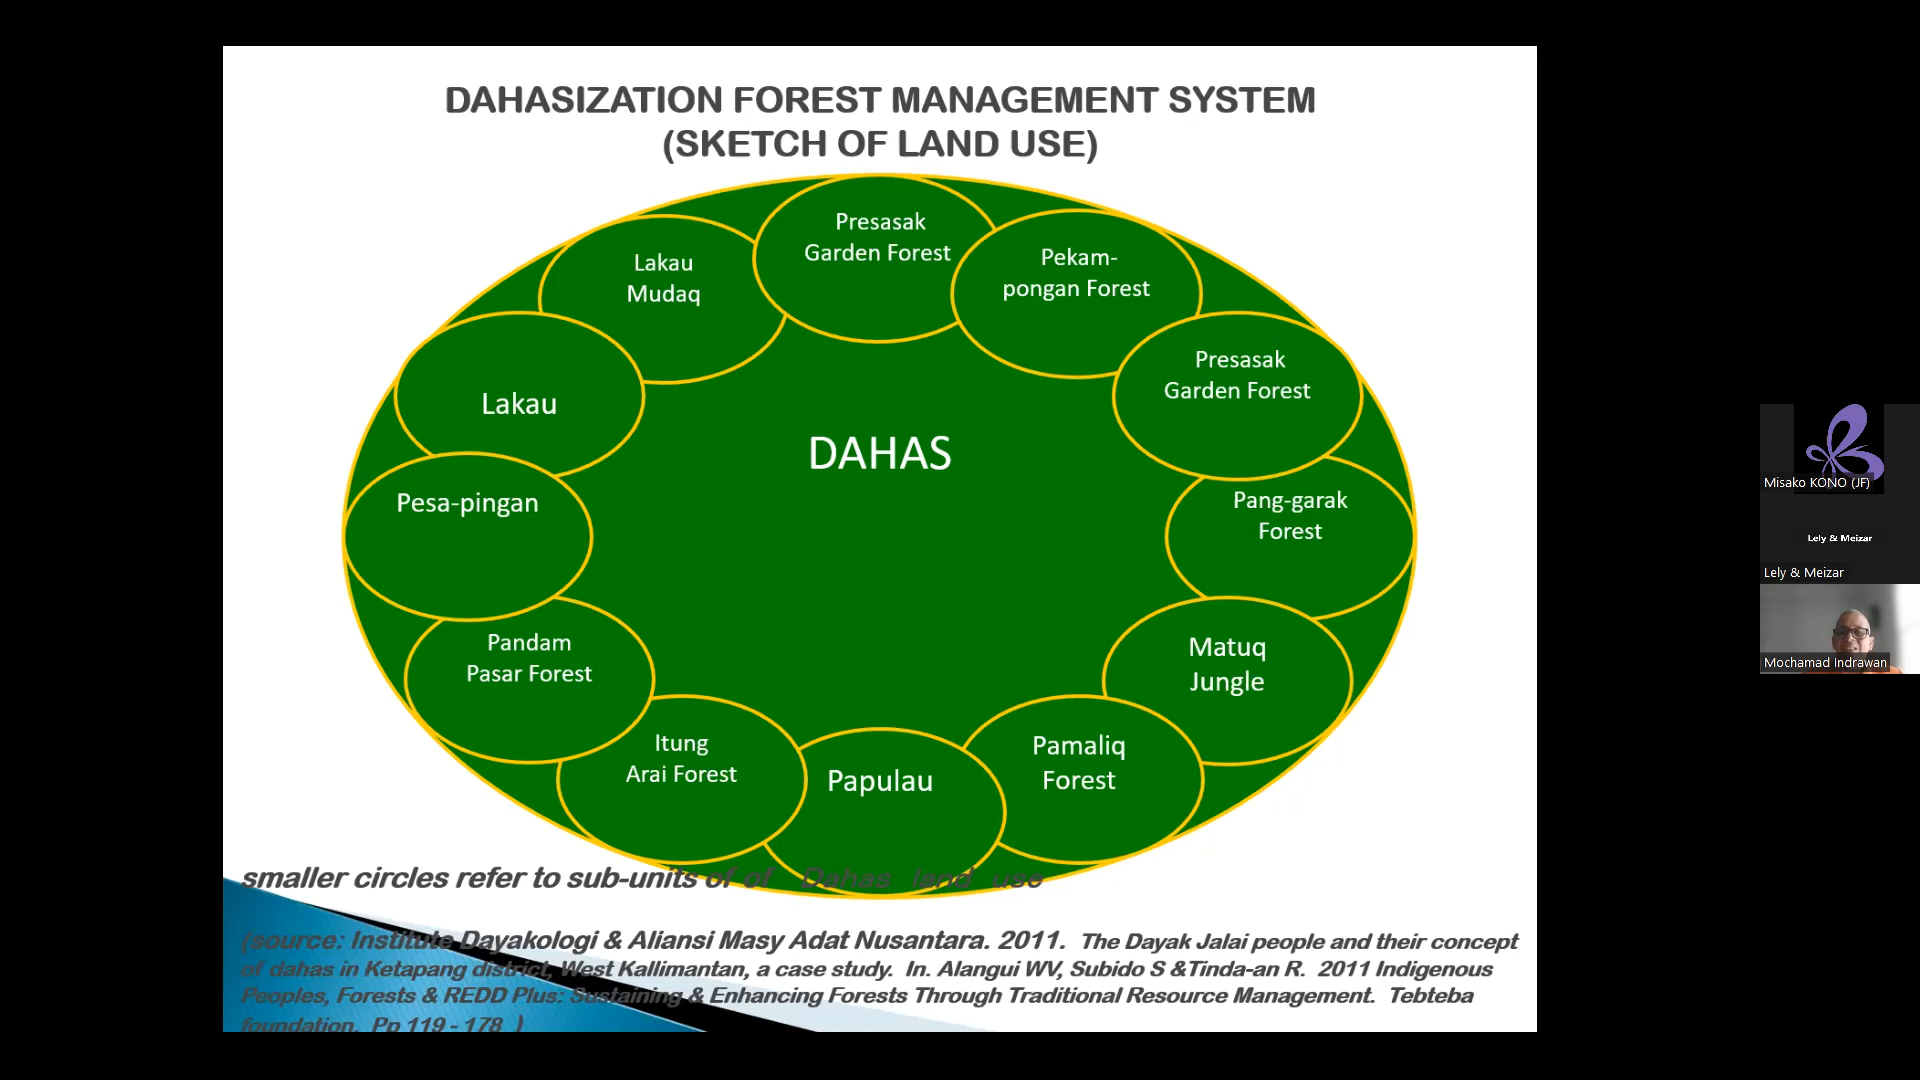 DAHASIZATION FOREST MANAGEMENT SYSTEM
(SKETCH OF LAND USE)
Presasak
Garden Forest
Pekam-
pongan Forest
Presasak
Garden Forest
Pang-garak
Forest
Matuq
Jungle
Pamaliq
Forest
Papulau
Itung
Arai Forest
Pandam
Pasar Forest
Pesa-pingan
Lakau
Lakau
Mudaq
DAHAS
smaller circles refer to sub-units of of Dahas land use
(source: Institute Dayakologi & Aliansi Masy Adat Nusantara. 2011. The Dayak Jalai people and their concept
of dahas in Ketapang district, West Kallimantan, a case study. In. Alangui WV, Subido S &Tinda-an R. 2011 Indigenous
Peoples, Forests & REDD Plus: Sustaining & Enhancing Forests Through Traditional Resource Management. Tebteba
foundation. Pp 119 - 178 )
Misako KONO (JF)
Lely & Meizar
Lely & Meizar
Mochamad Indrawan